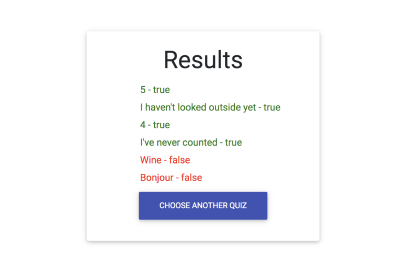 Results
5 - true
I haven't looked outside yet - true
4 - true
I've never counted - true
Wine - false
Bonjour - false
CHOOSE ANOTHER QUIZ